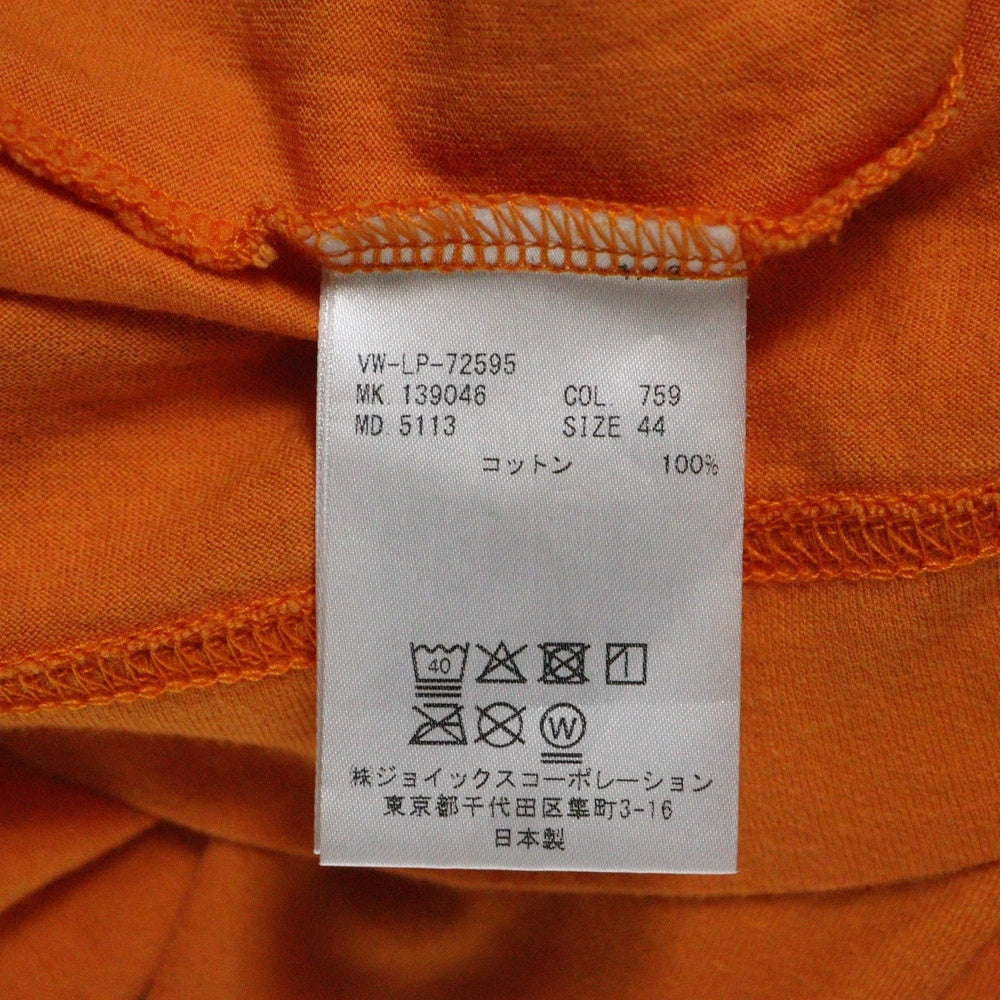 VW-LP-72595
MK 139046 COL. 759
MD 5113 SIZE 44
コットン 100%
40
W
株ジョイックスコーポレーション
東京都千代田区隼町3-16
日本製